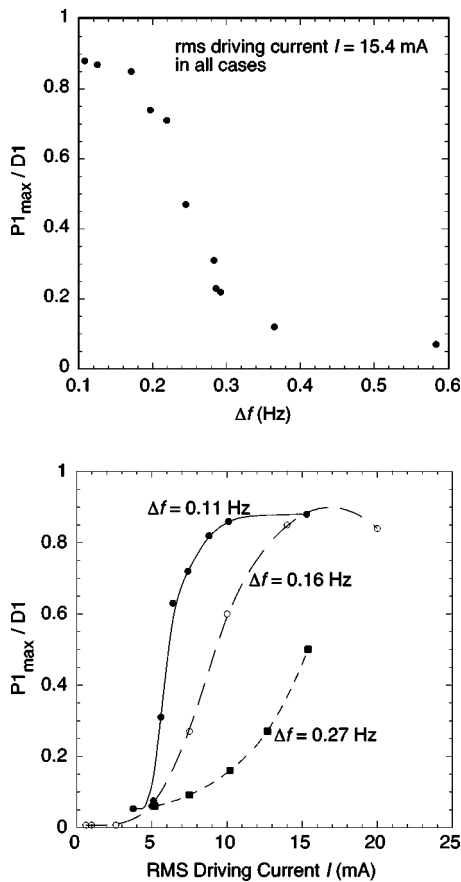 1
0.8
0.6
0.4
0.2
0
P1max / D1
rms driving current I = 15.4 mA
in all cases
0.1 0.2 0.3 0.4 0.5 0.6
Δf (Hz)
1
0.8
0.6
0.4
0.2
0
P1max / D1
Δf = 0.11 Hz
Δf = 0.16 Hz
Δf = 0.27 Hz
0 5 10 15 20 25
RMS Driving Current I (mA)